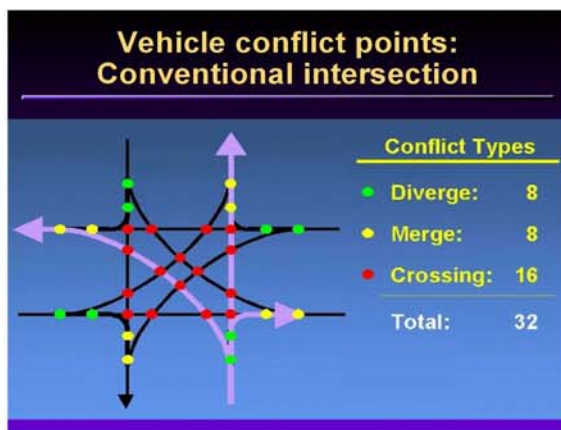 Vehicle conflict points:
Conventional intersection
Conflict Types
Diverge: 8
Merge: 8
Crossing: 16
Total: 32